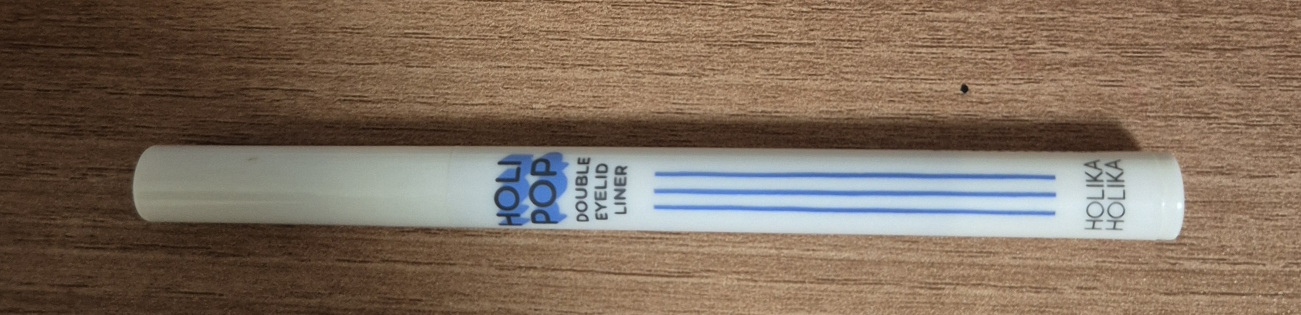 HOLI
POP
DOUBLE
EYELID
LINER
HOLIKA
HOLIKA